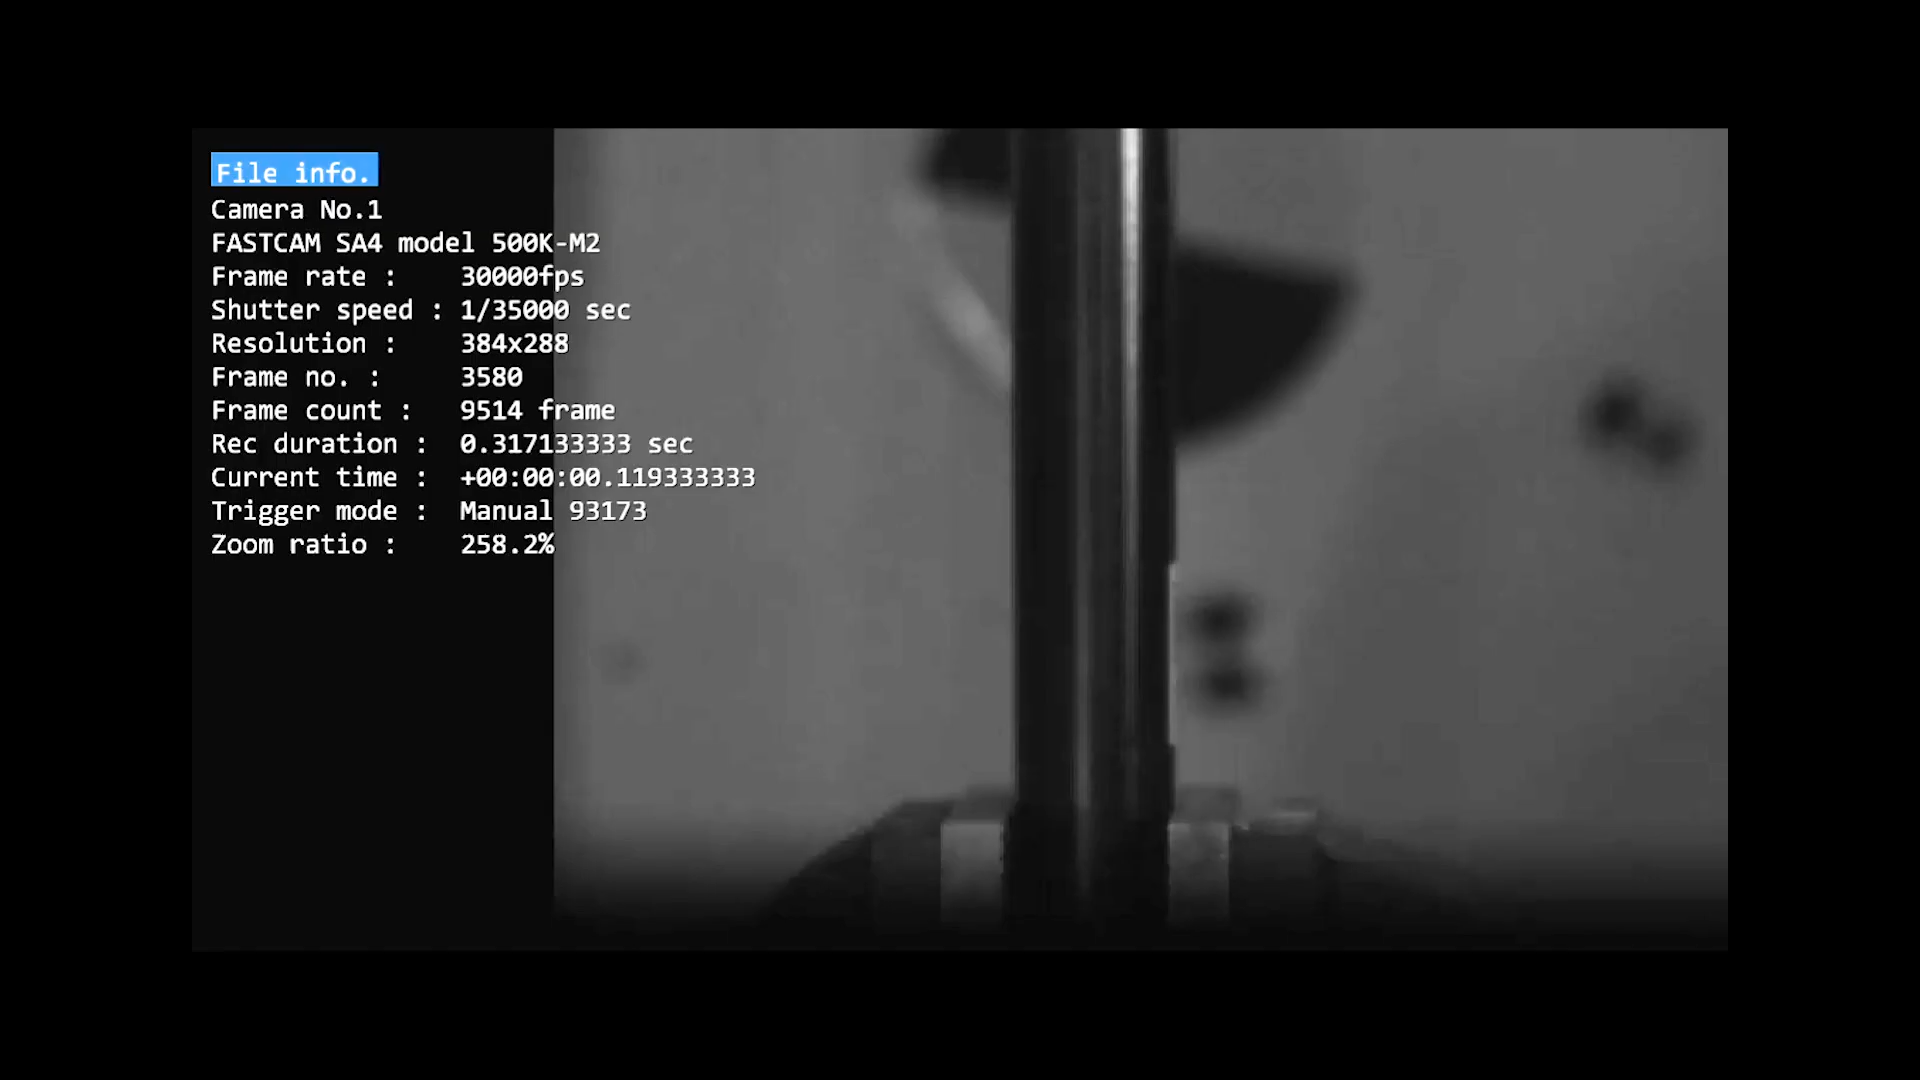 File info.
Camera No.1
FASTCAM SA4 model 500K-M2
Frame rate : 30000fps
Shutter speed : 1/35000 sec
Resolution : 384x288
Frame no. : 3580
Frame count : 9514 frame
Rec duration : 0.317133333 sec
Current time : +00:00:00.119333333
Trigger mode : Manual 93173
Zoom ratio : 258.2%